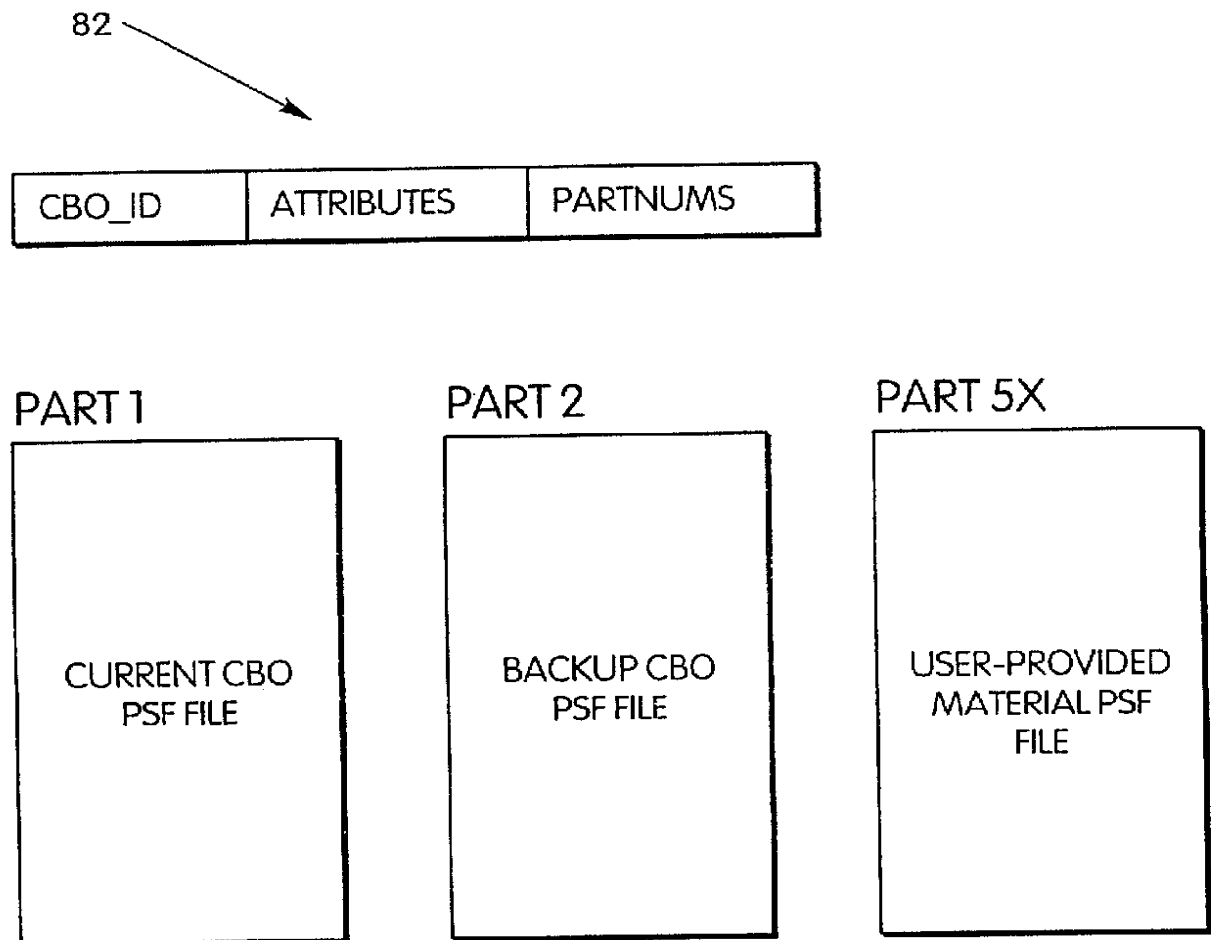 82
CBO_ID ATTRIBUTES PARTNUMS
PART 1 PART 2 PART 5X
CURRENT CBO
PSF FILE
BACKUP CBO
PSF FILE
USER-PROVIDED
MATERIAL PSF
FILE